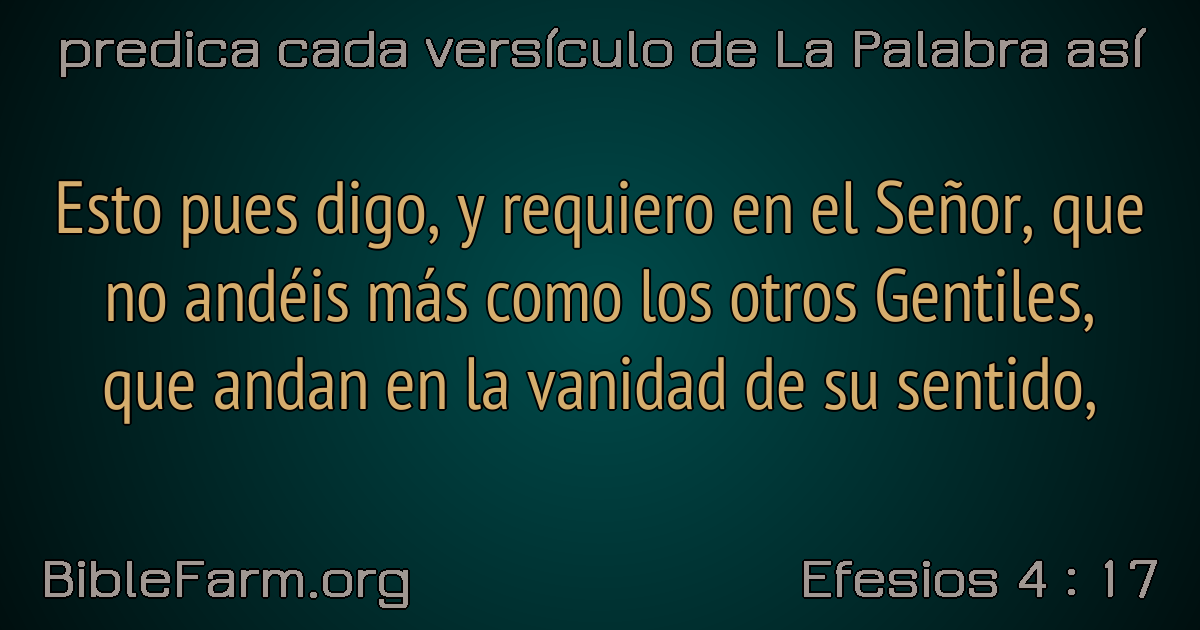 predica cada versículo de La Palabra así
Esto pues digo, y requiero en el Señor, que
no andéis más como los otros Gentiles,
que andan en la vanidad de su sentido,
BibleFarm.org
Efesios 4 : 17